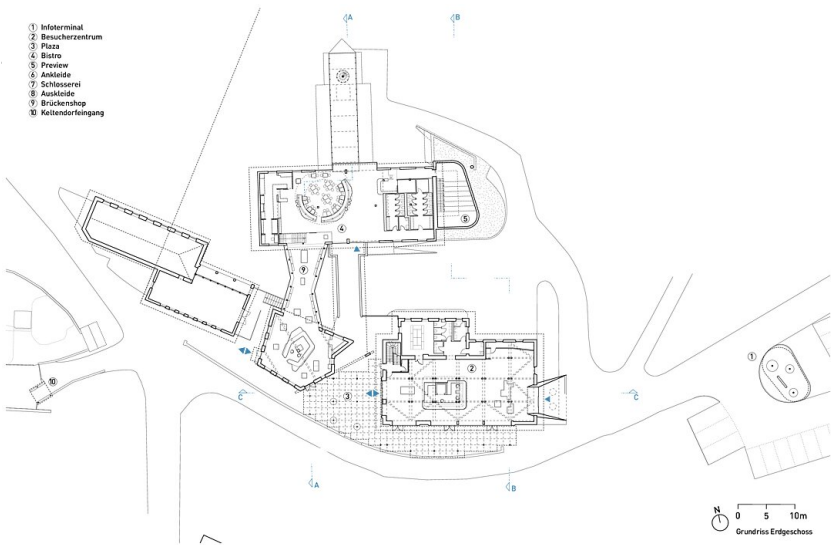 1 Infoterminal
2 Besucherzentrum
3 Plaza
4 Bistro
5 Preview
6 Ankleide
7 Schlosserei
8 Auskleide
9 Brückenshop
10 Keltendorfeingang
A
B
5
4
9
1
2
10
3
C
C
A
B
N
0 5 10m
Grundriss Erdgeschoss